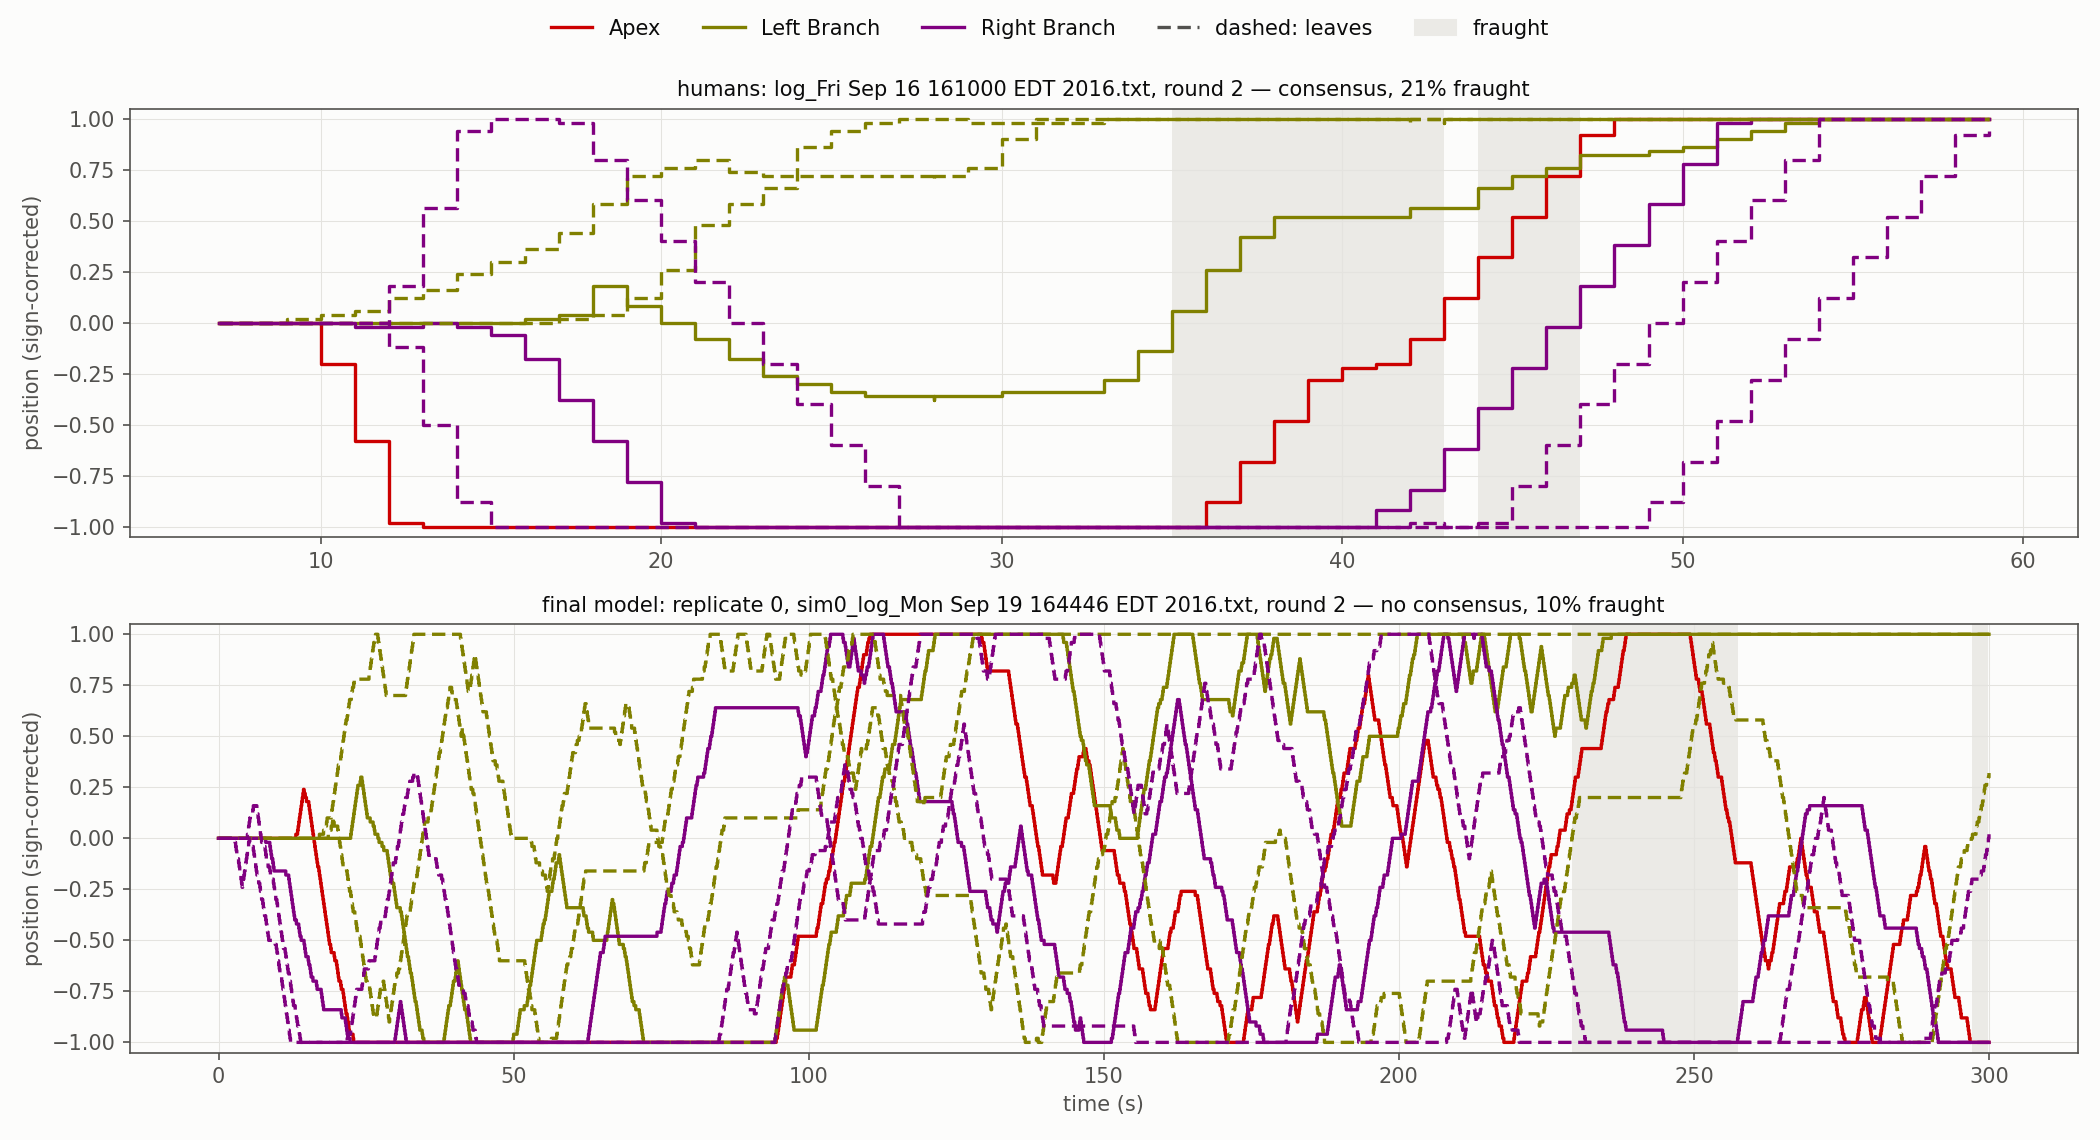 Apex Left Branch Right Branch dashed: leaves fraught
humans: log_Fri Sep 16 161000 EDT 2016.txt, round 2 — consensus, 21% fraught
position (sign-corrected)
1.00
0.75
0.50
0.25
0.00
−0.25
−0.50
−0.75
−1.00
10 20 30 40 50 60
final model: replicate 0, sim0_log_Mon Sep 19 164446 EDT 2016.txt, round 2 — no consensus, 10% fraught
position (sign-corrected)
1.00
0.75
0.50
0.25
0.00
−0.25
−0.50
−0.75
−1.00
0 50 100 150 200 250 300
time (s)